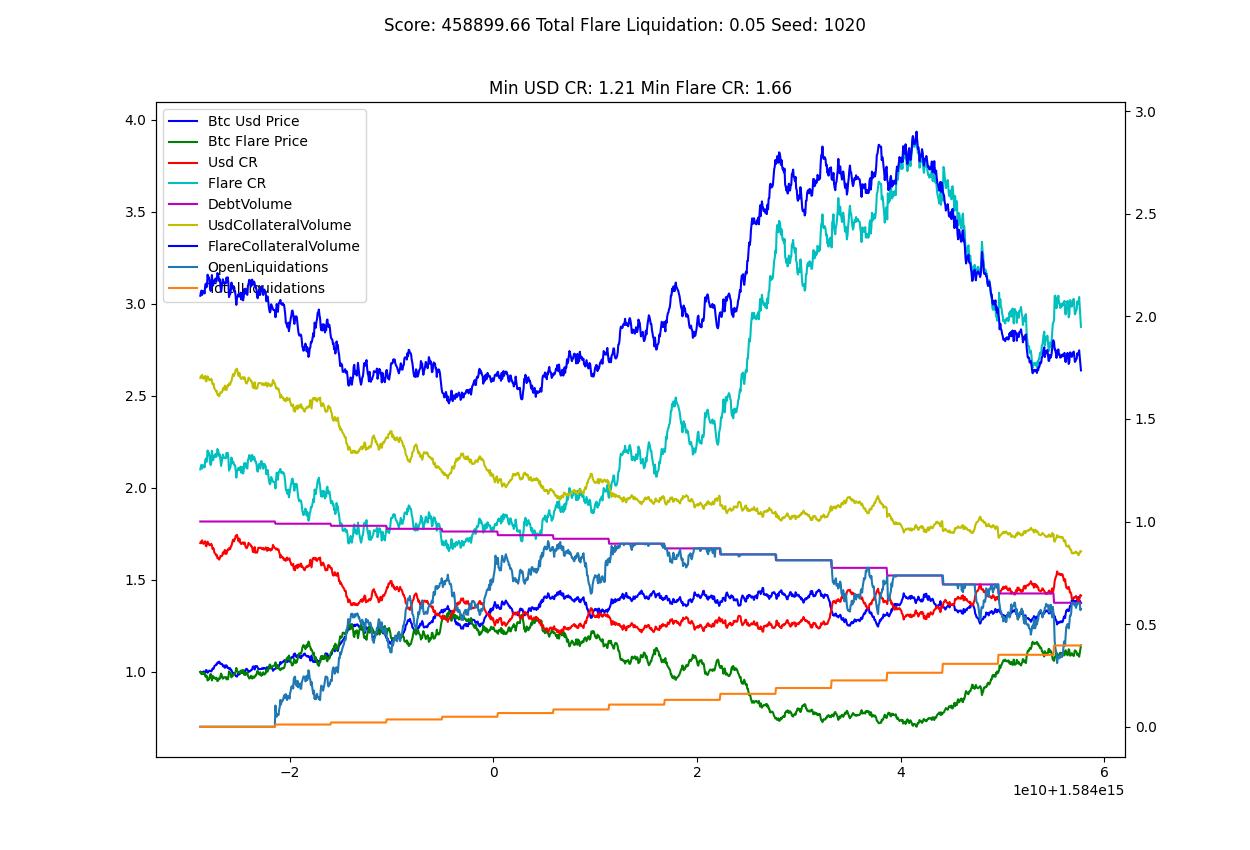 Score: 458899.66 Total Flare Liquidation: 0.05 Seed: 1020
Min USD CR: 1.21 Min Flare CR: 1.66
Btc Usd Price
Btc Flare Price
Usd CR
Flare CR
DebtVolume
UsdCollateralVolume
FlareCollateralVolume
OpenLiquidations
TotalLiquidations
4.0
3.5
3.0
2.5
2.0
1.5
1.0
3.0
2.5
2.0
1.5
1.0
0.5
0.0
−2
0
2
4
6
1e10+1.584e15